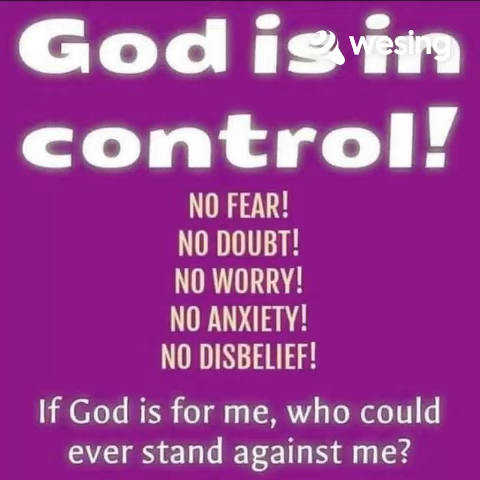 God is in
wesing
control!
NO FEAR!
NO DOUBT!
NO WORRY!
NO ANXIETY!
NO DISBELIEF!
If God is for me, who could
ever stand against me?